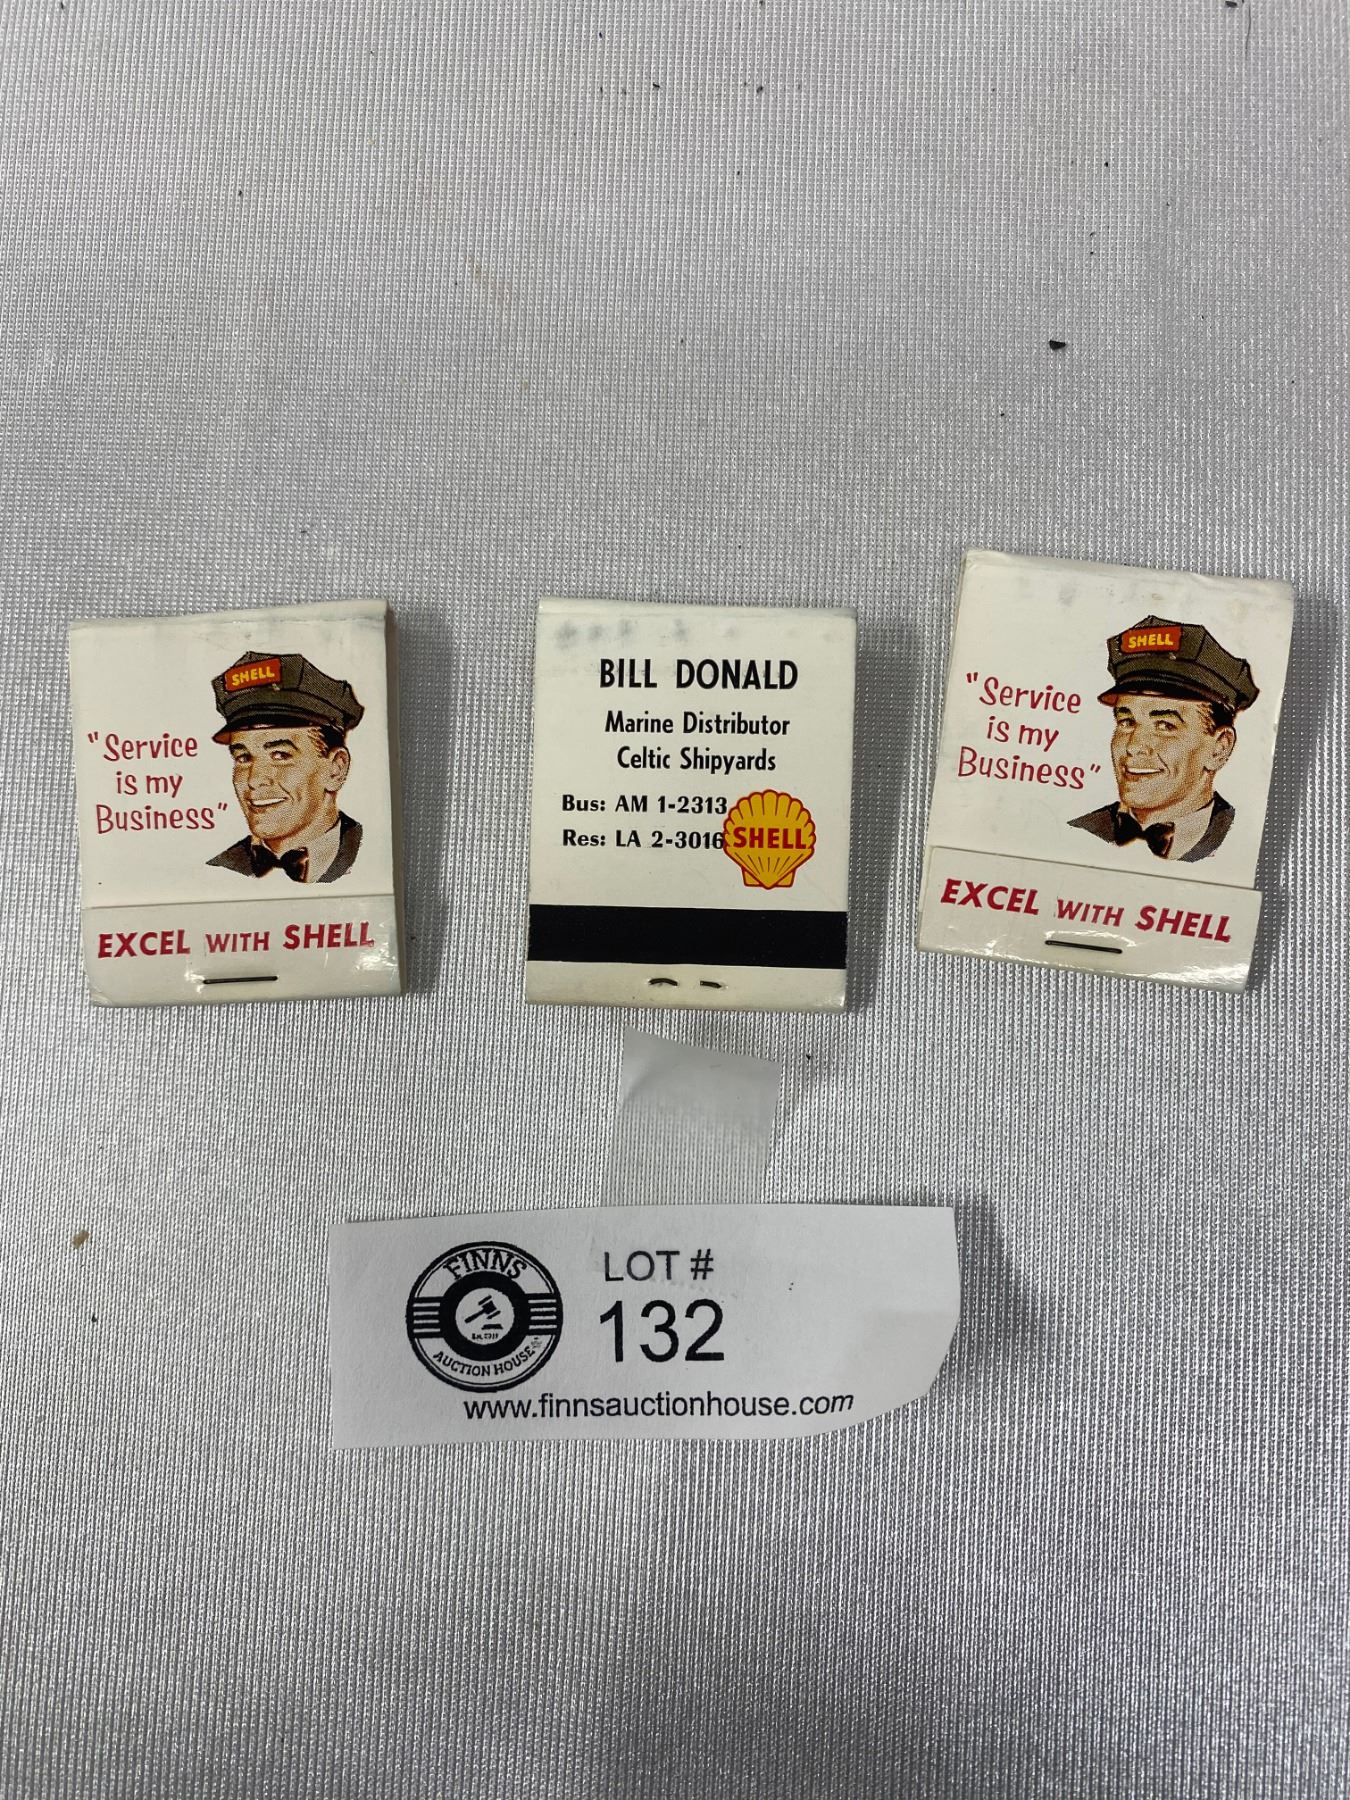 SHELL
"Service
is my
Business"
EXCEL WITH SHELL
BILL DONALD
Marine Distributor
Celtic Shipyards
Bus: AM 1-2313
Res: LA 2-3016
SHELL
SHELL
"Service
is my
Business"
EXCEL WITH SHELL
FINNS
AUCTION HOUSE
LOT #
132
www.finnsauctionhouse.com